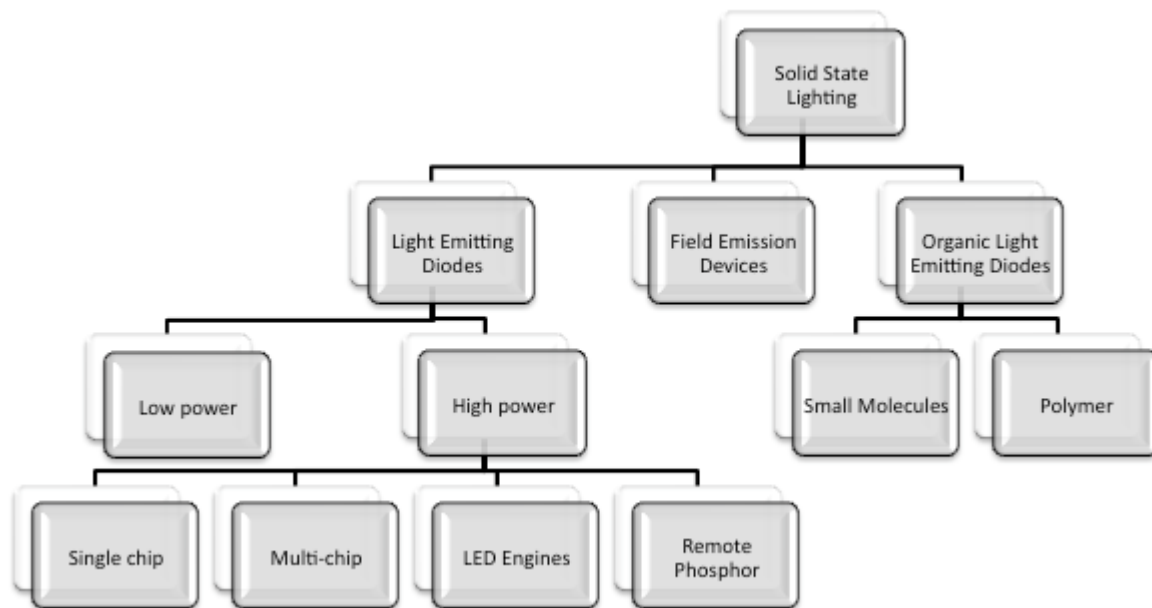 Solid State
Lighting
Light Emitting
Diodes
Field Emission
Devices
Organic Light
Emitting Diodes
Low power
High power
Small Molecules
Polymer
Single chip
Multi-chip
LED Engines
Remote
Phosphor